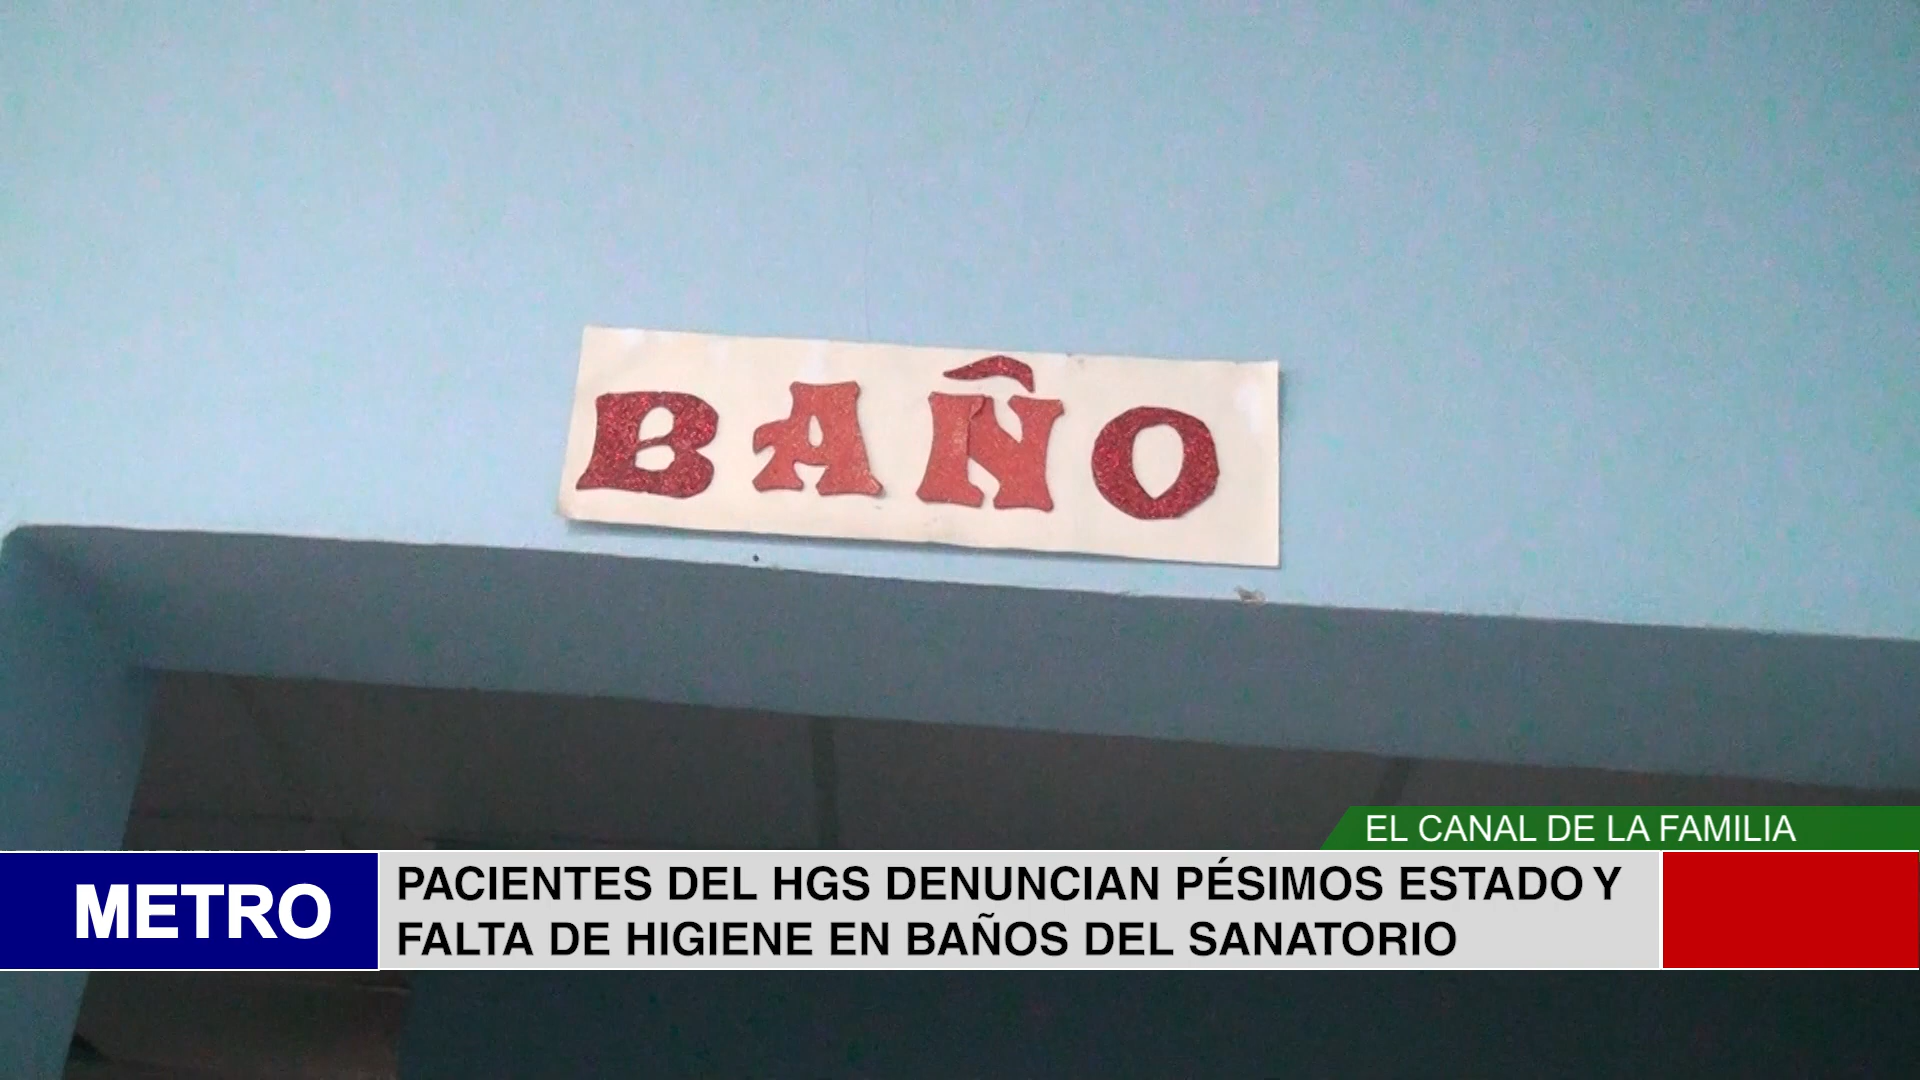 BAÑO
EL CANAL DE LA FAMILIA
METRO
PACIENTES DEL HGS DENUNCIAN PÉSIMOS ESTADO Y
FALTA DE HIGIENE EN BAÑOS DEL SANATORIO